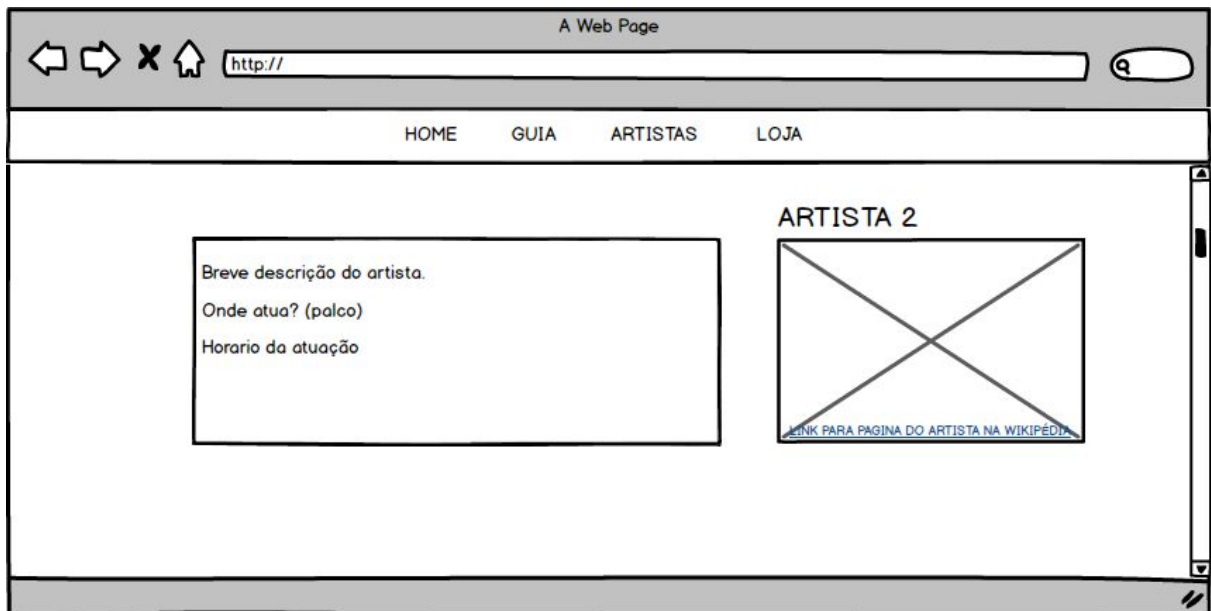 A Web Page
http://
HOME GUIA ARTISTAS LOJA
ARTISTA 2
Breve descrição do artista.
Onde atua? (palco)
Horario da atuação
LINK PARA PAGINA DO ARTISTA NA WIKIPÉDIA